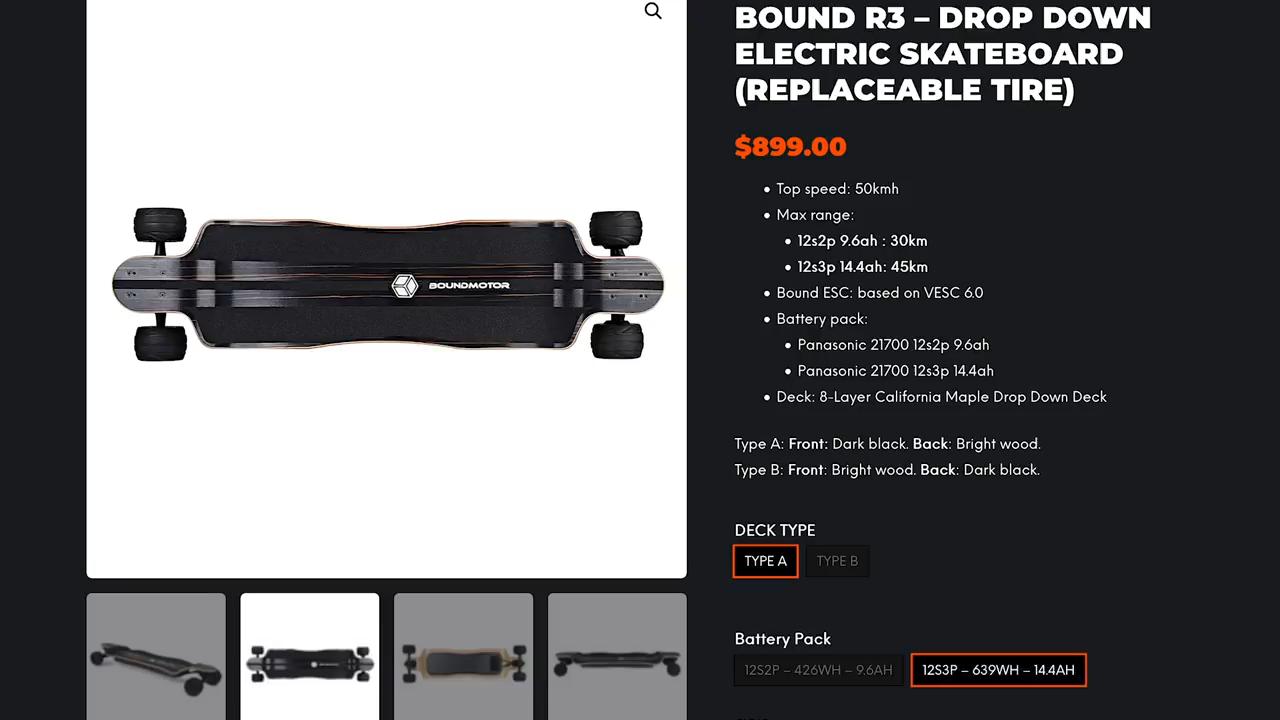 BOUND R3 – DROP DOWN
ELECTRIC SKATEBOARD
(REPLACEABLE TIRE)
$899.00
Top speed: 50kmh
Max range:
12s2p 9.6ah : 30km
12s3p 14.4ah: 45km
Bound ESC: based on VESC 6.0
Battery pack:
Panasonic 21700 12s2p 9.6ah
Panasonic 21700 12s3p 14.4ah
Deck: 8-Layer California Maple Drop Down Deck
Type A: Front: Dark black. Back: Bright wood.
Type B: Front: Bright wood. Back: Dark black.
DECK TYPE
TYPE A TYPE B
Battery Pack
12S2P – 426WH – 9.6AH 12S3P – 639WH – 14.4AH
BOUNDMOTOR